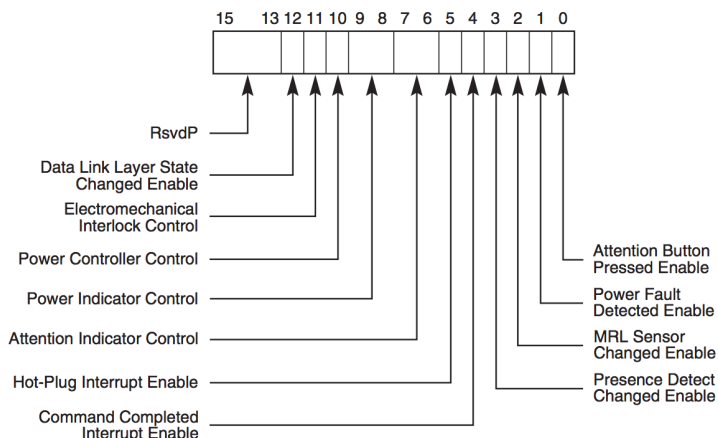 15 13 12 11 10 9 8 7 6 5 4 3 2 1 0
RsvdP
Data Link Layer State
Changed Enable
Electromechanical
Interlock Control
Power Controller Control
Power Indicator Control
Attention Indicator Control
Hot-Plug Interrupt Enable
Command Completed
Interrupt Enable
Attention Button
Pressed Enable
Power Fault
Detected Enable
MRL Sensor
Changed Enable
Presence Detect
Changed Enable